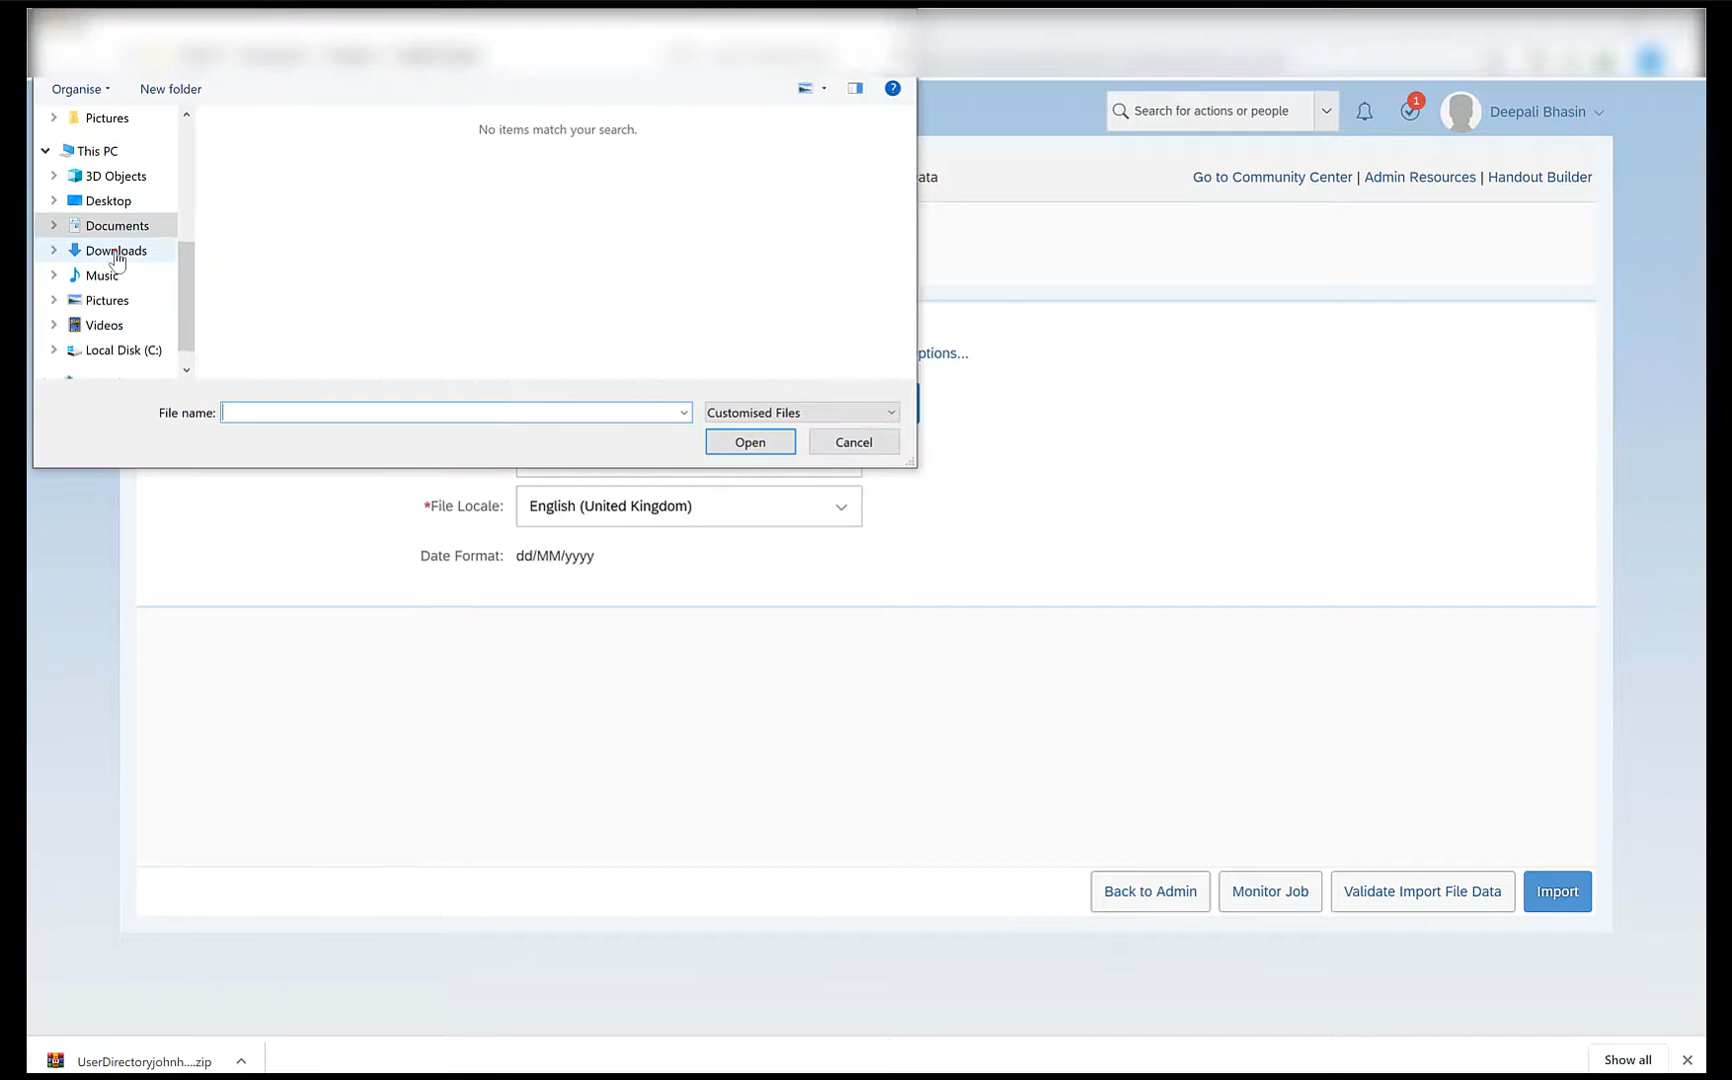 Organise
New folder
Pictures
This PC
3D Objects
Desktop
Documents
Downloads
Music
Pictures
Videos
Local Disk (C:)
No items match your search.
File name:
Customised Files
Open
Cancel
Search for actions or people
1
Deepali Bhasin
ata
Go to Community Center | Admin Resources | Handout Builder
ptions...
*File Locale:
English (United Kingdom)
Date Format:
dd/MM/yyyy
Back to Admin
Monitor Job
Validate Import File Data
Import
UserDirectoryjohnh....zip
Show all